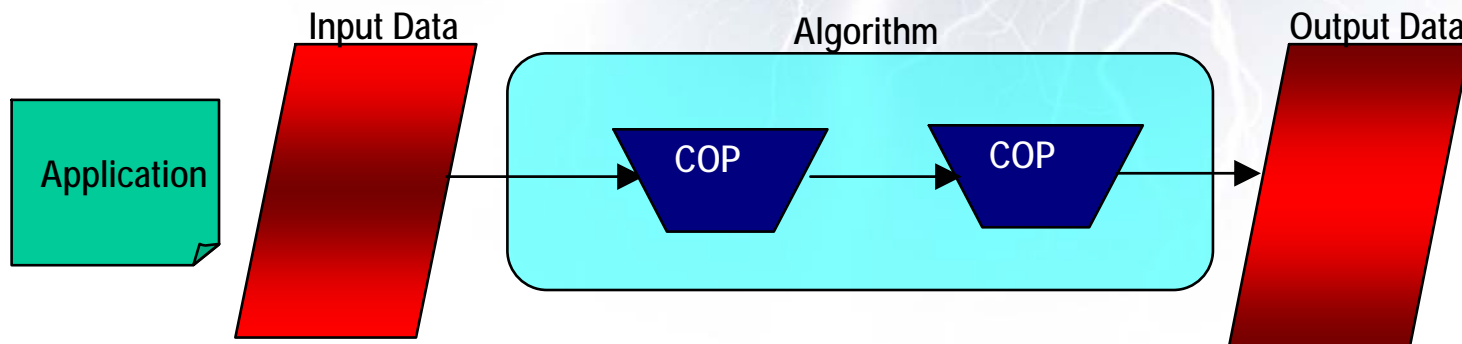 Input Data
Algorithm
Output Data
Application
COP
COP